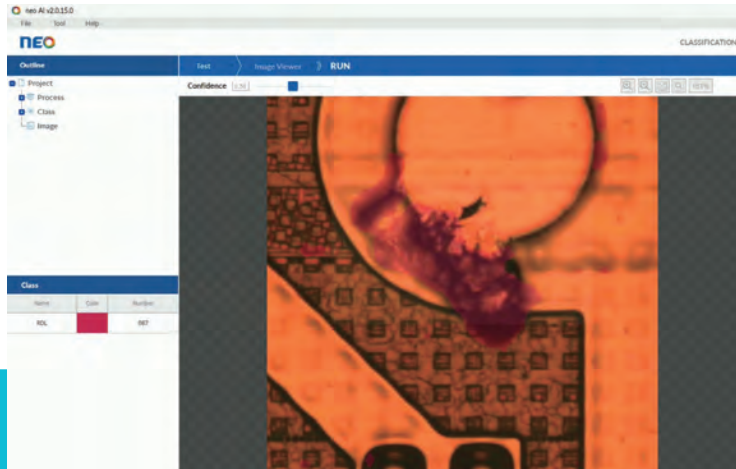 neo AI v2.0.15.0
File Tool Help
NEO
CLASSIFICATION
Outline
Test Image Viewer RUN
Project
Process
Class
Image
Confidence
Class
Name Color Number
RDL 007